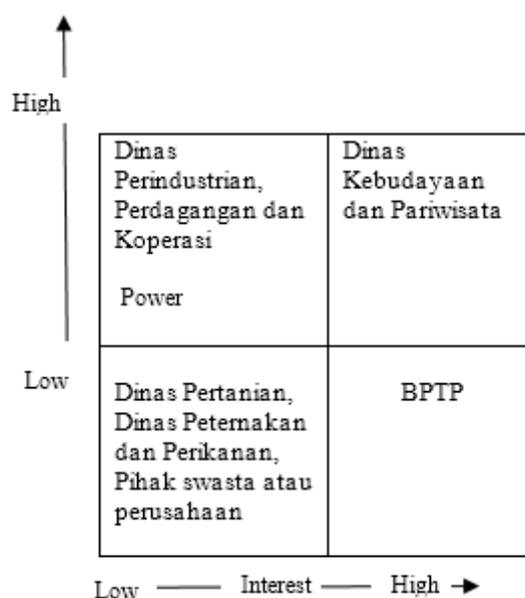 High
Dinas
Perindustrian,
Perdagangan dan
Koperasi
Power
Dinas
Kebudayaan
dan Pariwisata
Low
Dinas Pertanian,
Dinas Peternakan
dan Perikanan,
Pihak swasta atau
perusahaan
BPTP
Low Interest High